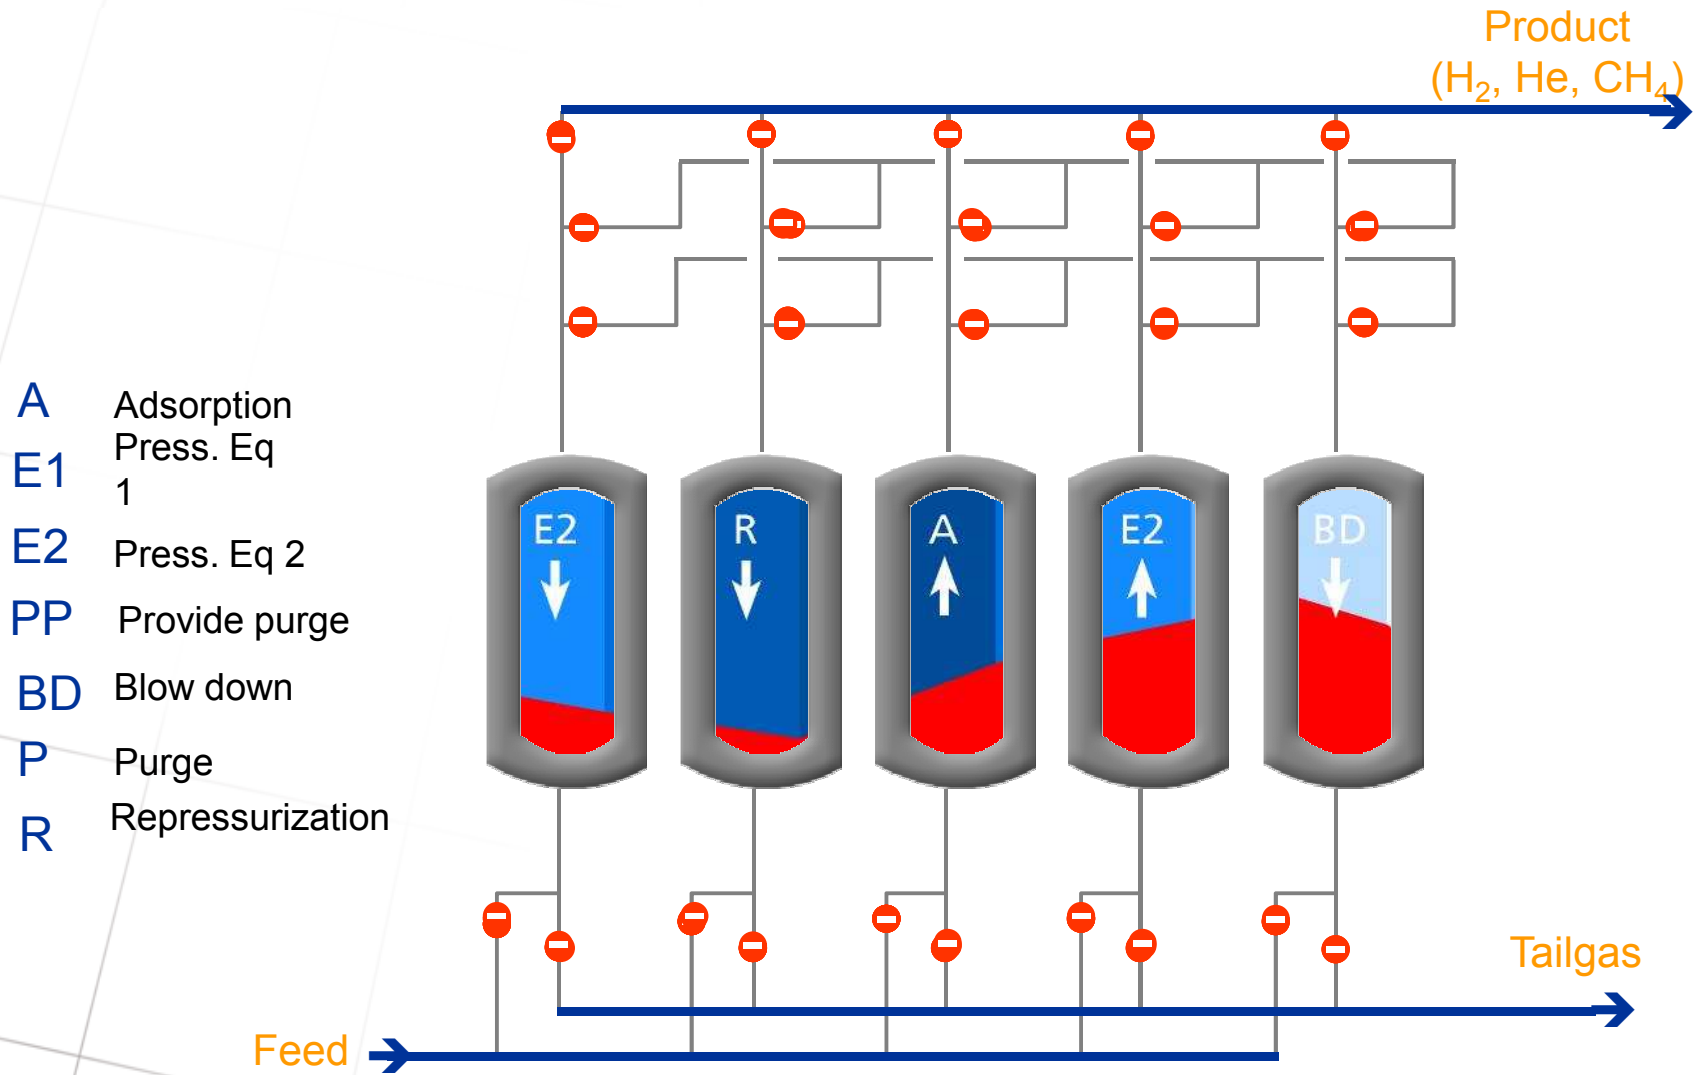 Product
(H₂, He, CH₄)
A Adsorption
E1 Press. Eq
1
E2 Press. Eq 2
PP Provide purge
BD Blow down
P Purge
R Repressurization
E2
R
A
E2
BD
Tailgas
Feed